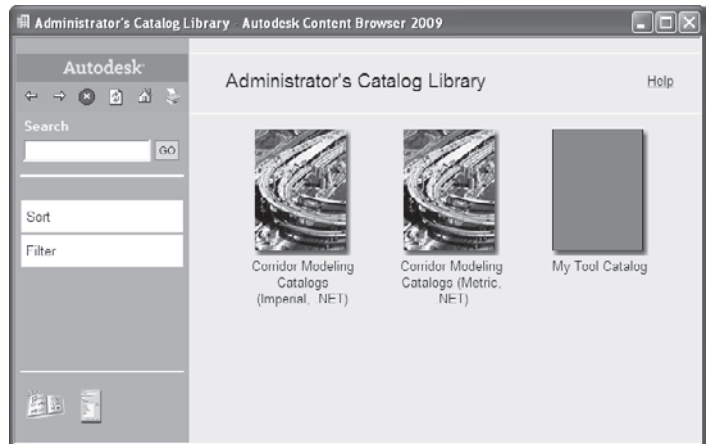 Administrator's Catalog Library - Autodesk Content Browser 2009
Autodesk
Search
GO
Sort
Filter
Administrator's Catalog Library
Help
Corridor Modeling
Catalogs
(Imperial, .NET)
Corridor Modeling
Catalogs (Metric,
.NET)
My Tool Catalog